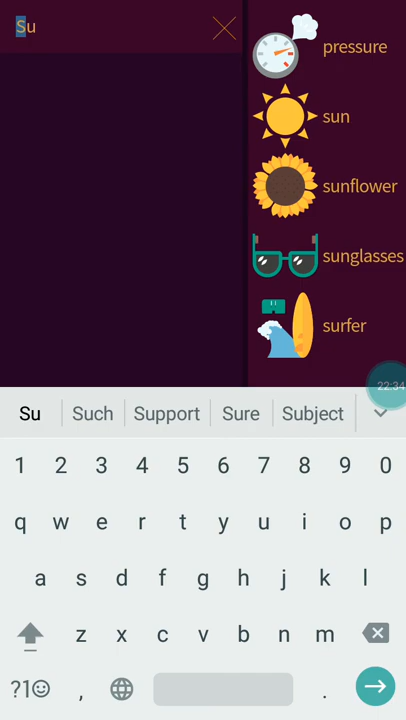 Su
pressure
sun
sunflower
sunglasses
surfer
22:34
Su Such Support Sure Subject
1 2 3 4 5 6 7 8 9 0
q w e r t y u i o p
a s d f g h j k l
z x c v b n m
?1☺ , .